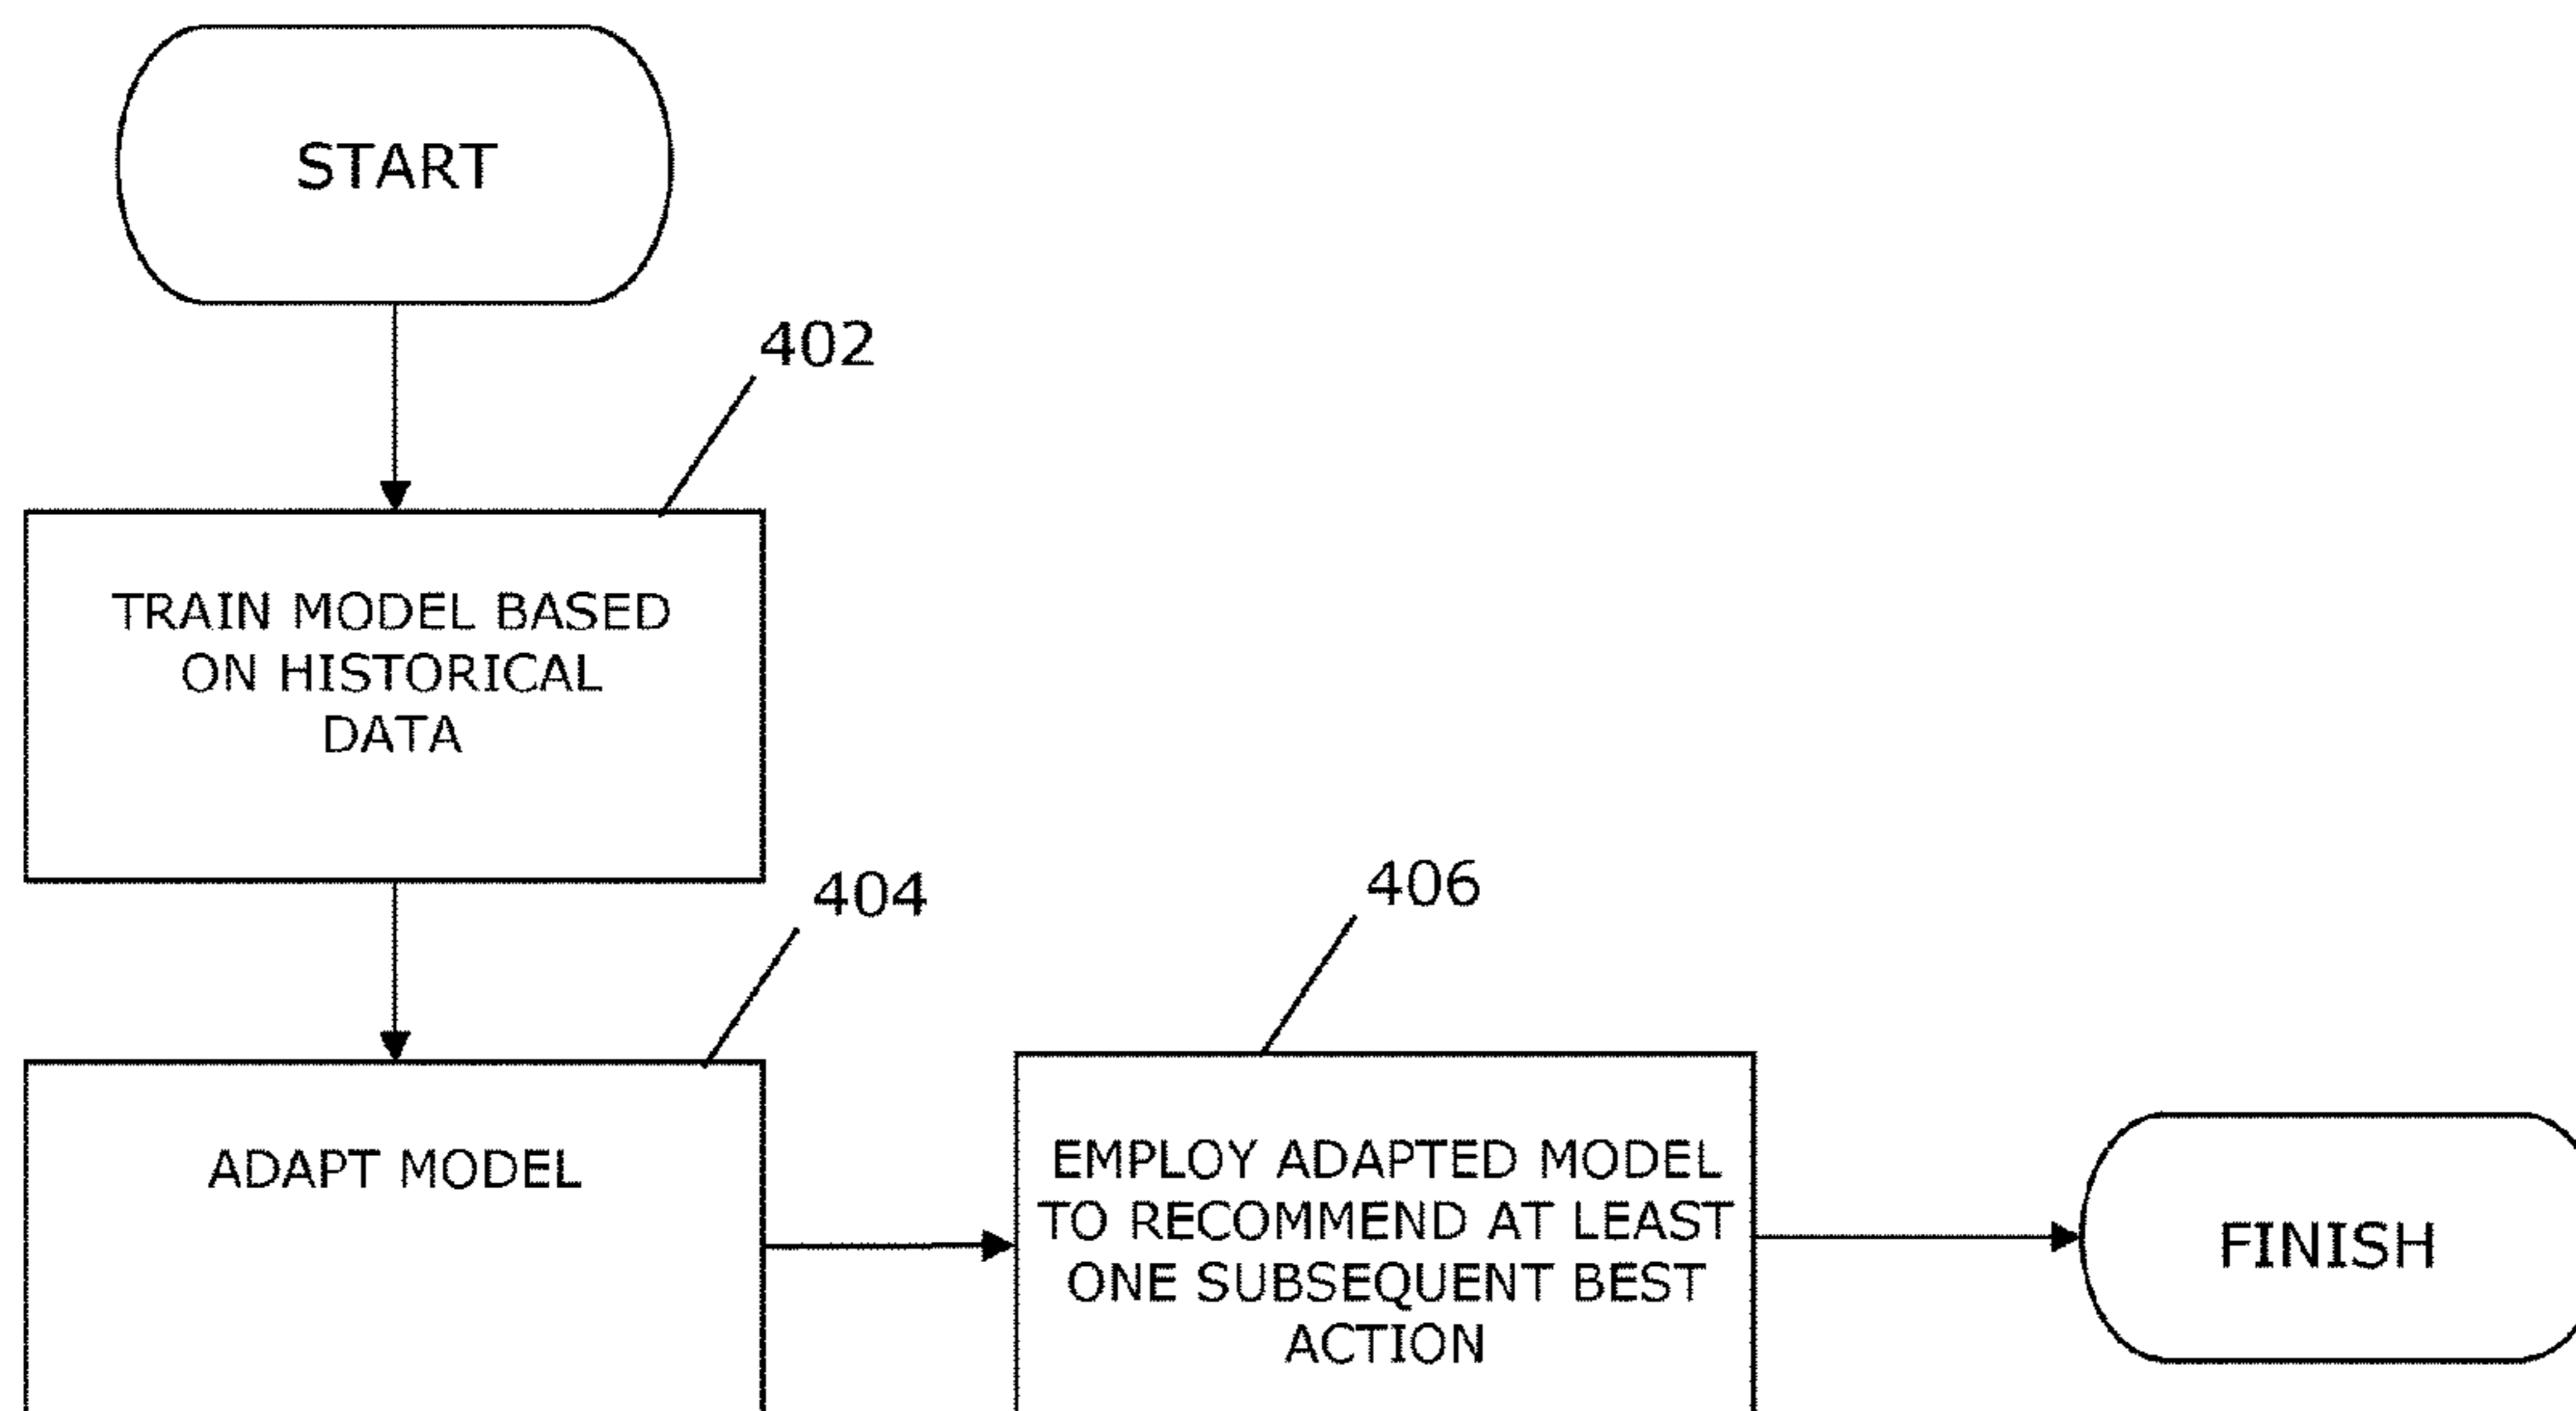 START
402
TRAIN MODEL BASED
ON HISTORICAL
DATA
404
ADAPT MODEL
406
EMPLOY ADAPTED MODEL
TO RECOMMEND AT LEAST
ONE SUBSEQUENT BEST
ACTION
FINISH